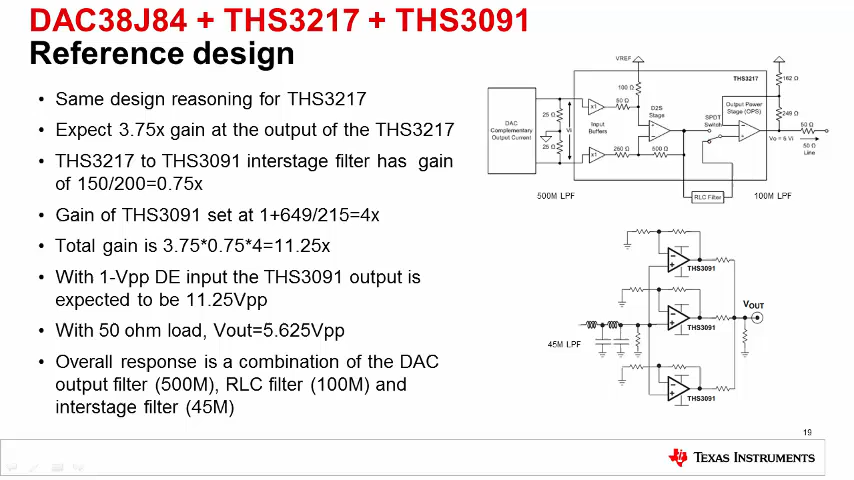 DAC38J84 + THS3217 + THS3091
Reference design
• Same design reasoning for THS3217
• Expect 3.75x gain at the output of the THS3217
• THS3217 to THS3091 interstage filter has gain
of 150/200=0.75x
• Gain of THS3091 set at 1+649/215=4x
• Total gain is 3.75*0.75*4=11.25x
• With 1-Vpp DE input the THS3091 output is
expected to be 11.25Vpp
• With 50 ohm load, Vout=5.625Vpp
• Overall response is a combination of the DAC
output filter (500M), RLC filter (100M) and
interstage filter (45M)
VREF
THS3217
162 Ω
100 Ω
50 Ω
x1
D2S
Stage
Output Power
Stage (OPS)
249 Ω
SPDT
Switch
DAC
Complementary
Output Current
25 Ω
Vi
Input
Buffers
25 Ω
x1
250 Ω
500 Ω
50 Ω
Vo = 5 Vi
50 Ω
Line
RLC Filter
500M LPF
100M LPF
THS3091
THS3091
VOUT
45M LPF
THS3091
19
TEXAS INSTRUMENTS